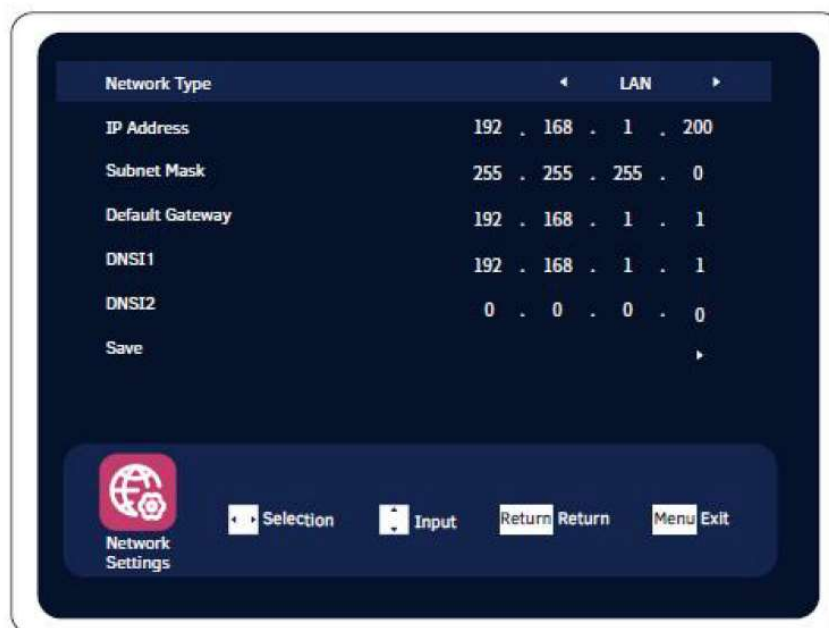 Network Type LAN
IP Address 192 . 168 . 1 . 200
Subnet Mask 255 . 255 . 255 . 0
Default Gateway 192 . 168 . 1 . 1
DNSI1 192 . 168 . 1 . 1
DNSI2 0 . 0 . 0 . 0
Save
Selection Input Return Return Menu Exit
Network
Settings